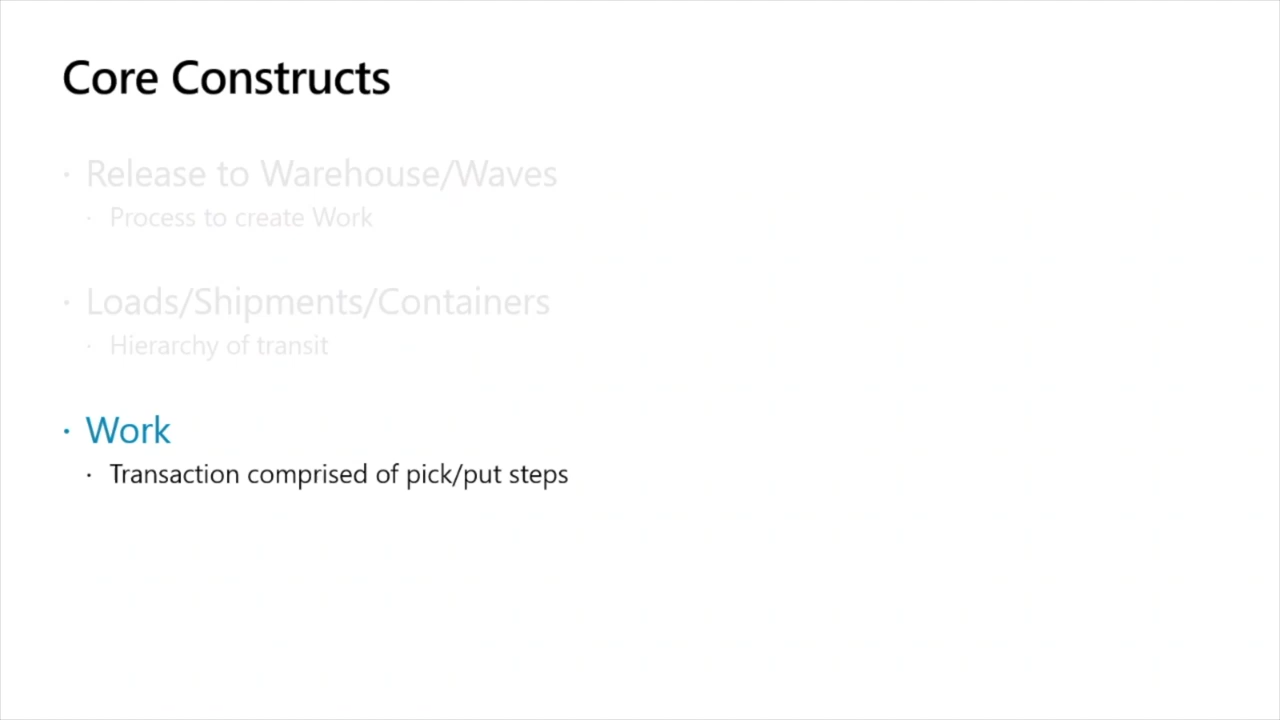 Core Constructs
· Release to Warehouse/Waves
· Process to create Work
· Loads/Shipments/Containers
· Hierarchy of transit
· Work
· Transaction comprised of pick/put steps